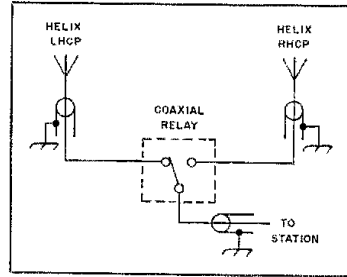 HELIX
LHCP
HELIX
RHCP
COAXIAL
RELAY
TO
STATION